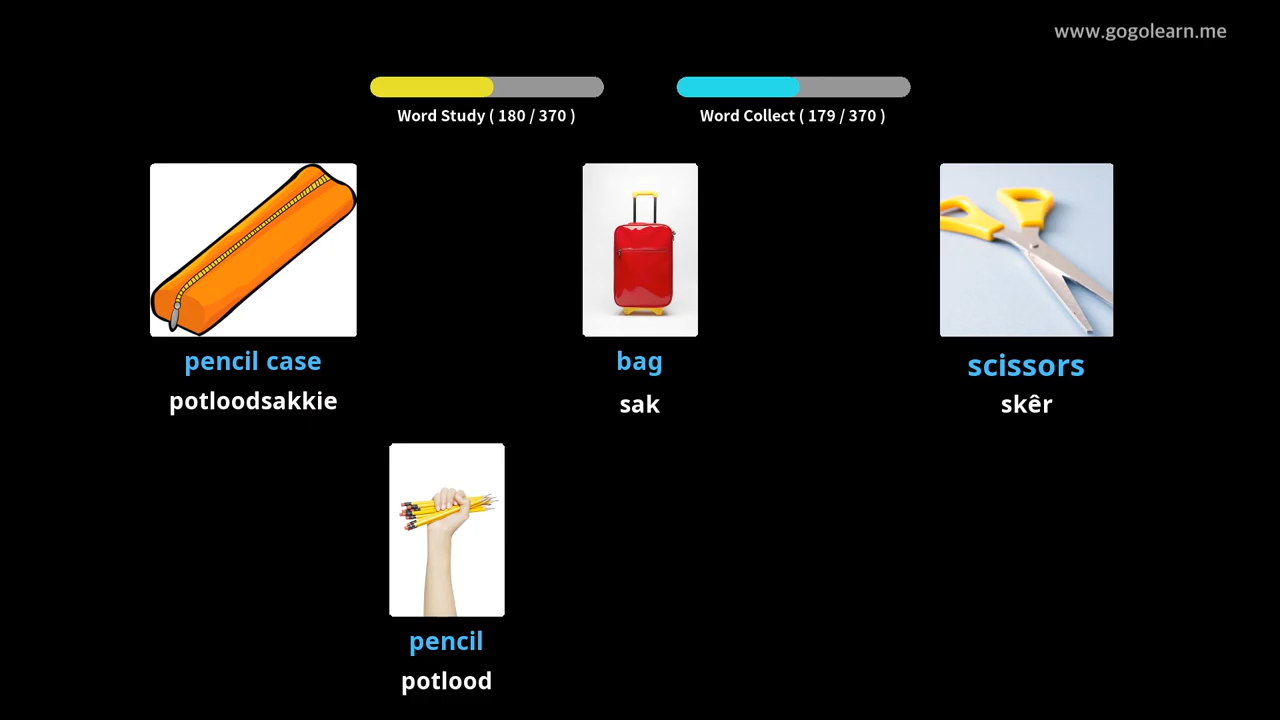 www.gogolearn.me
Word Study ( 180 / 370 )
Word Collect ( 179 / 370 )
pencil case
potloodsakkie
bag
sak
scissors
skêr
pencil
potlood